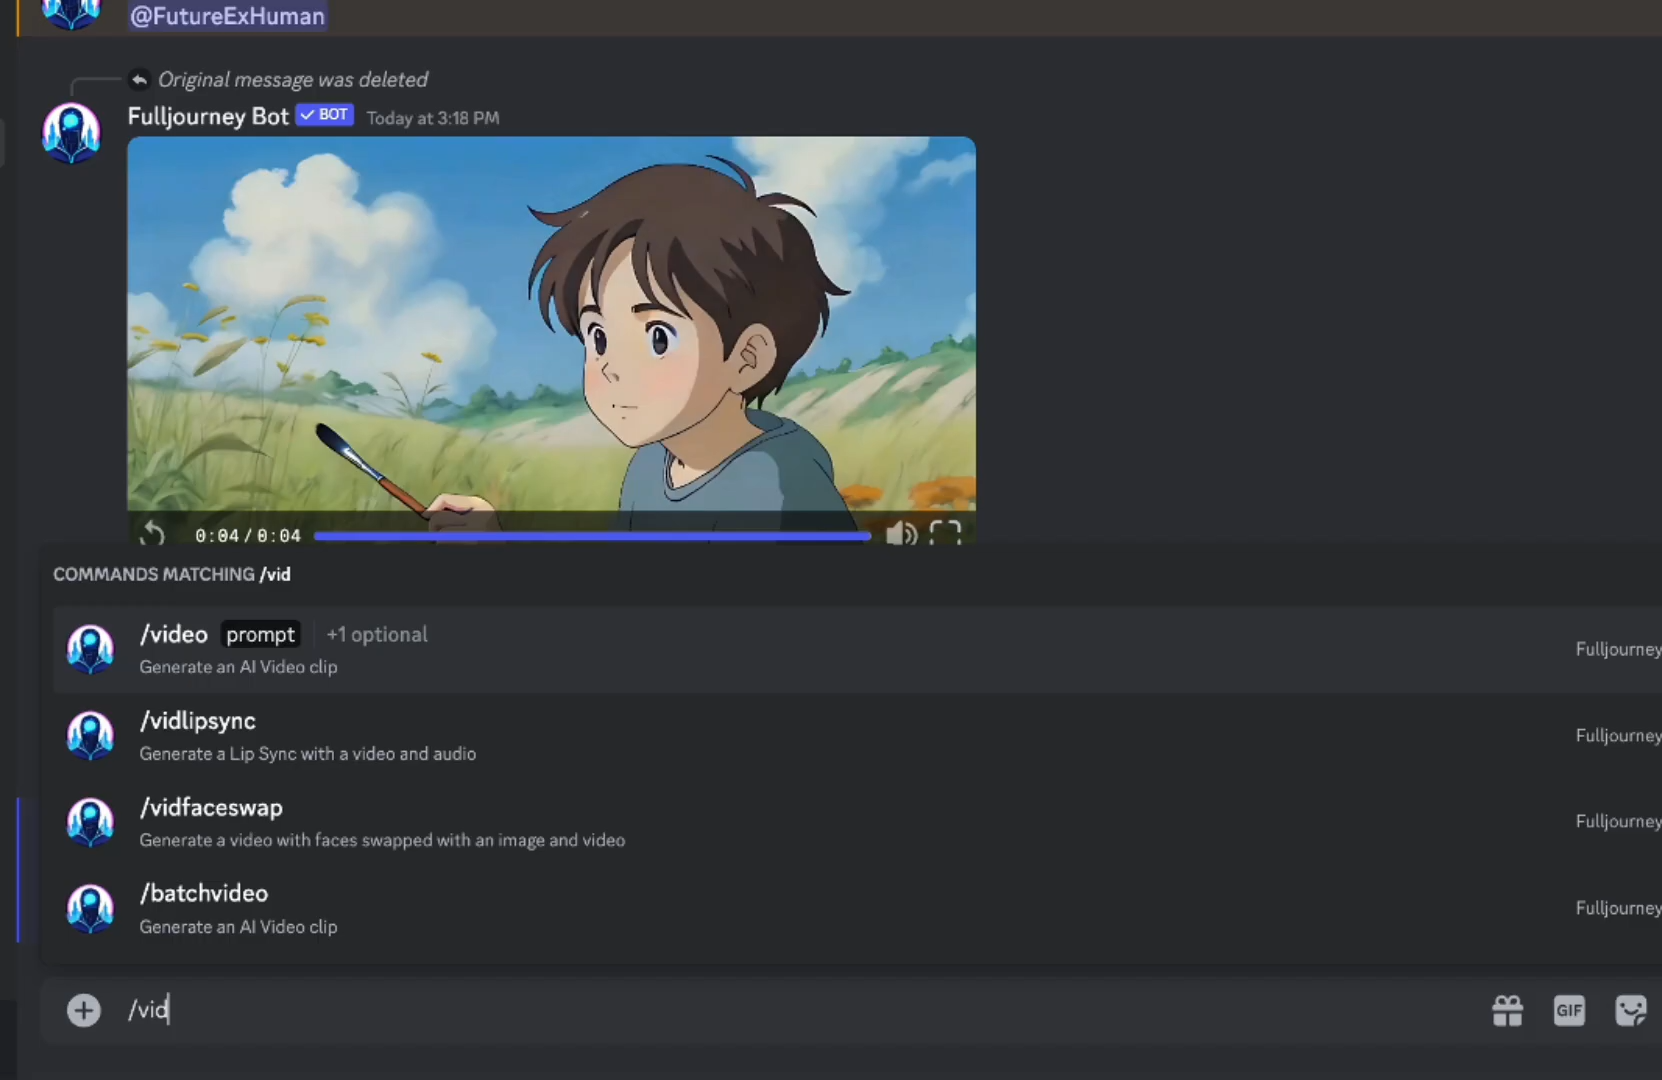 @FutureExHuman
Original message was deleted
Fulljourney Bot BOT Today at 3:18 PM
0:04 / 0:04
COMMANDS MATCHING /vid
/video prompt +1 optional
Generate an AI Video clip
Fulljourney
/vidlipsync
Generate a Lip Sync with a video and audio
Fulljourney
/vidfaceswap
Generate a video with faces swapped with an image and video
Fulljourney
/batchvideo
Generate an AI Video clip
Fulljourney
/vid
GIF